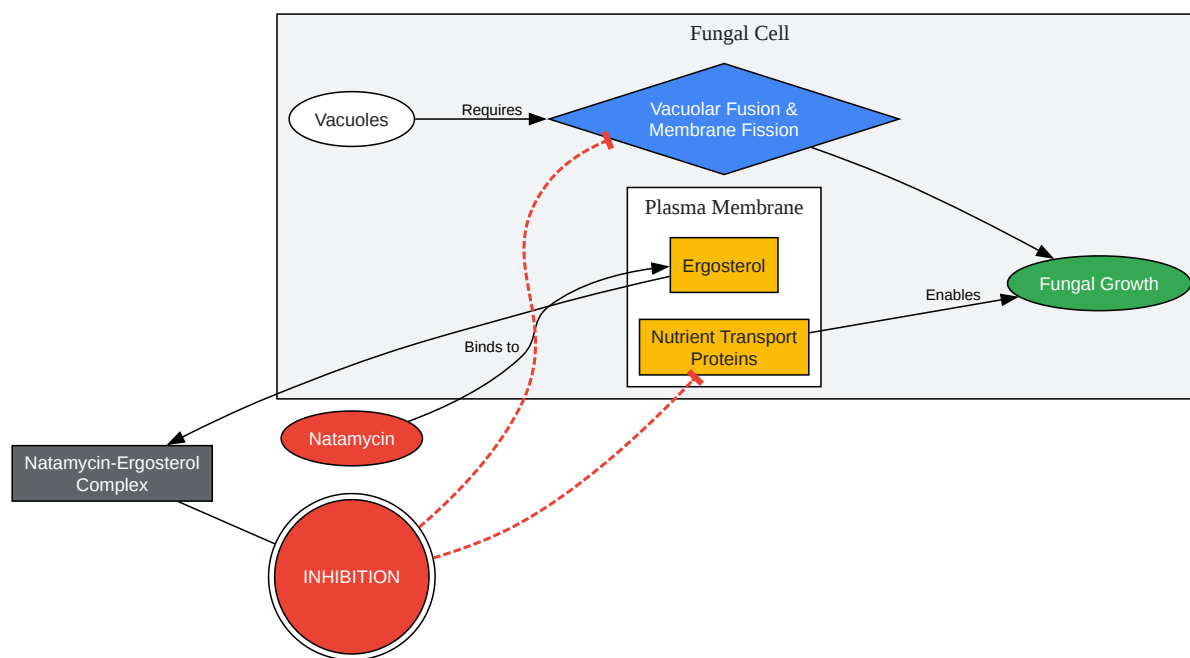 Fungal Cell
Vacuoles
Requires
Vacuolar Fusion &
Membrane Fission
Plasma Membrane
Ergosterol
Fungal Growth
Enables
Nutrient Transport
Proteins
Binds to
Natamycin
Natamycin-Ergosterol
Complex
INHIBITION